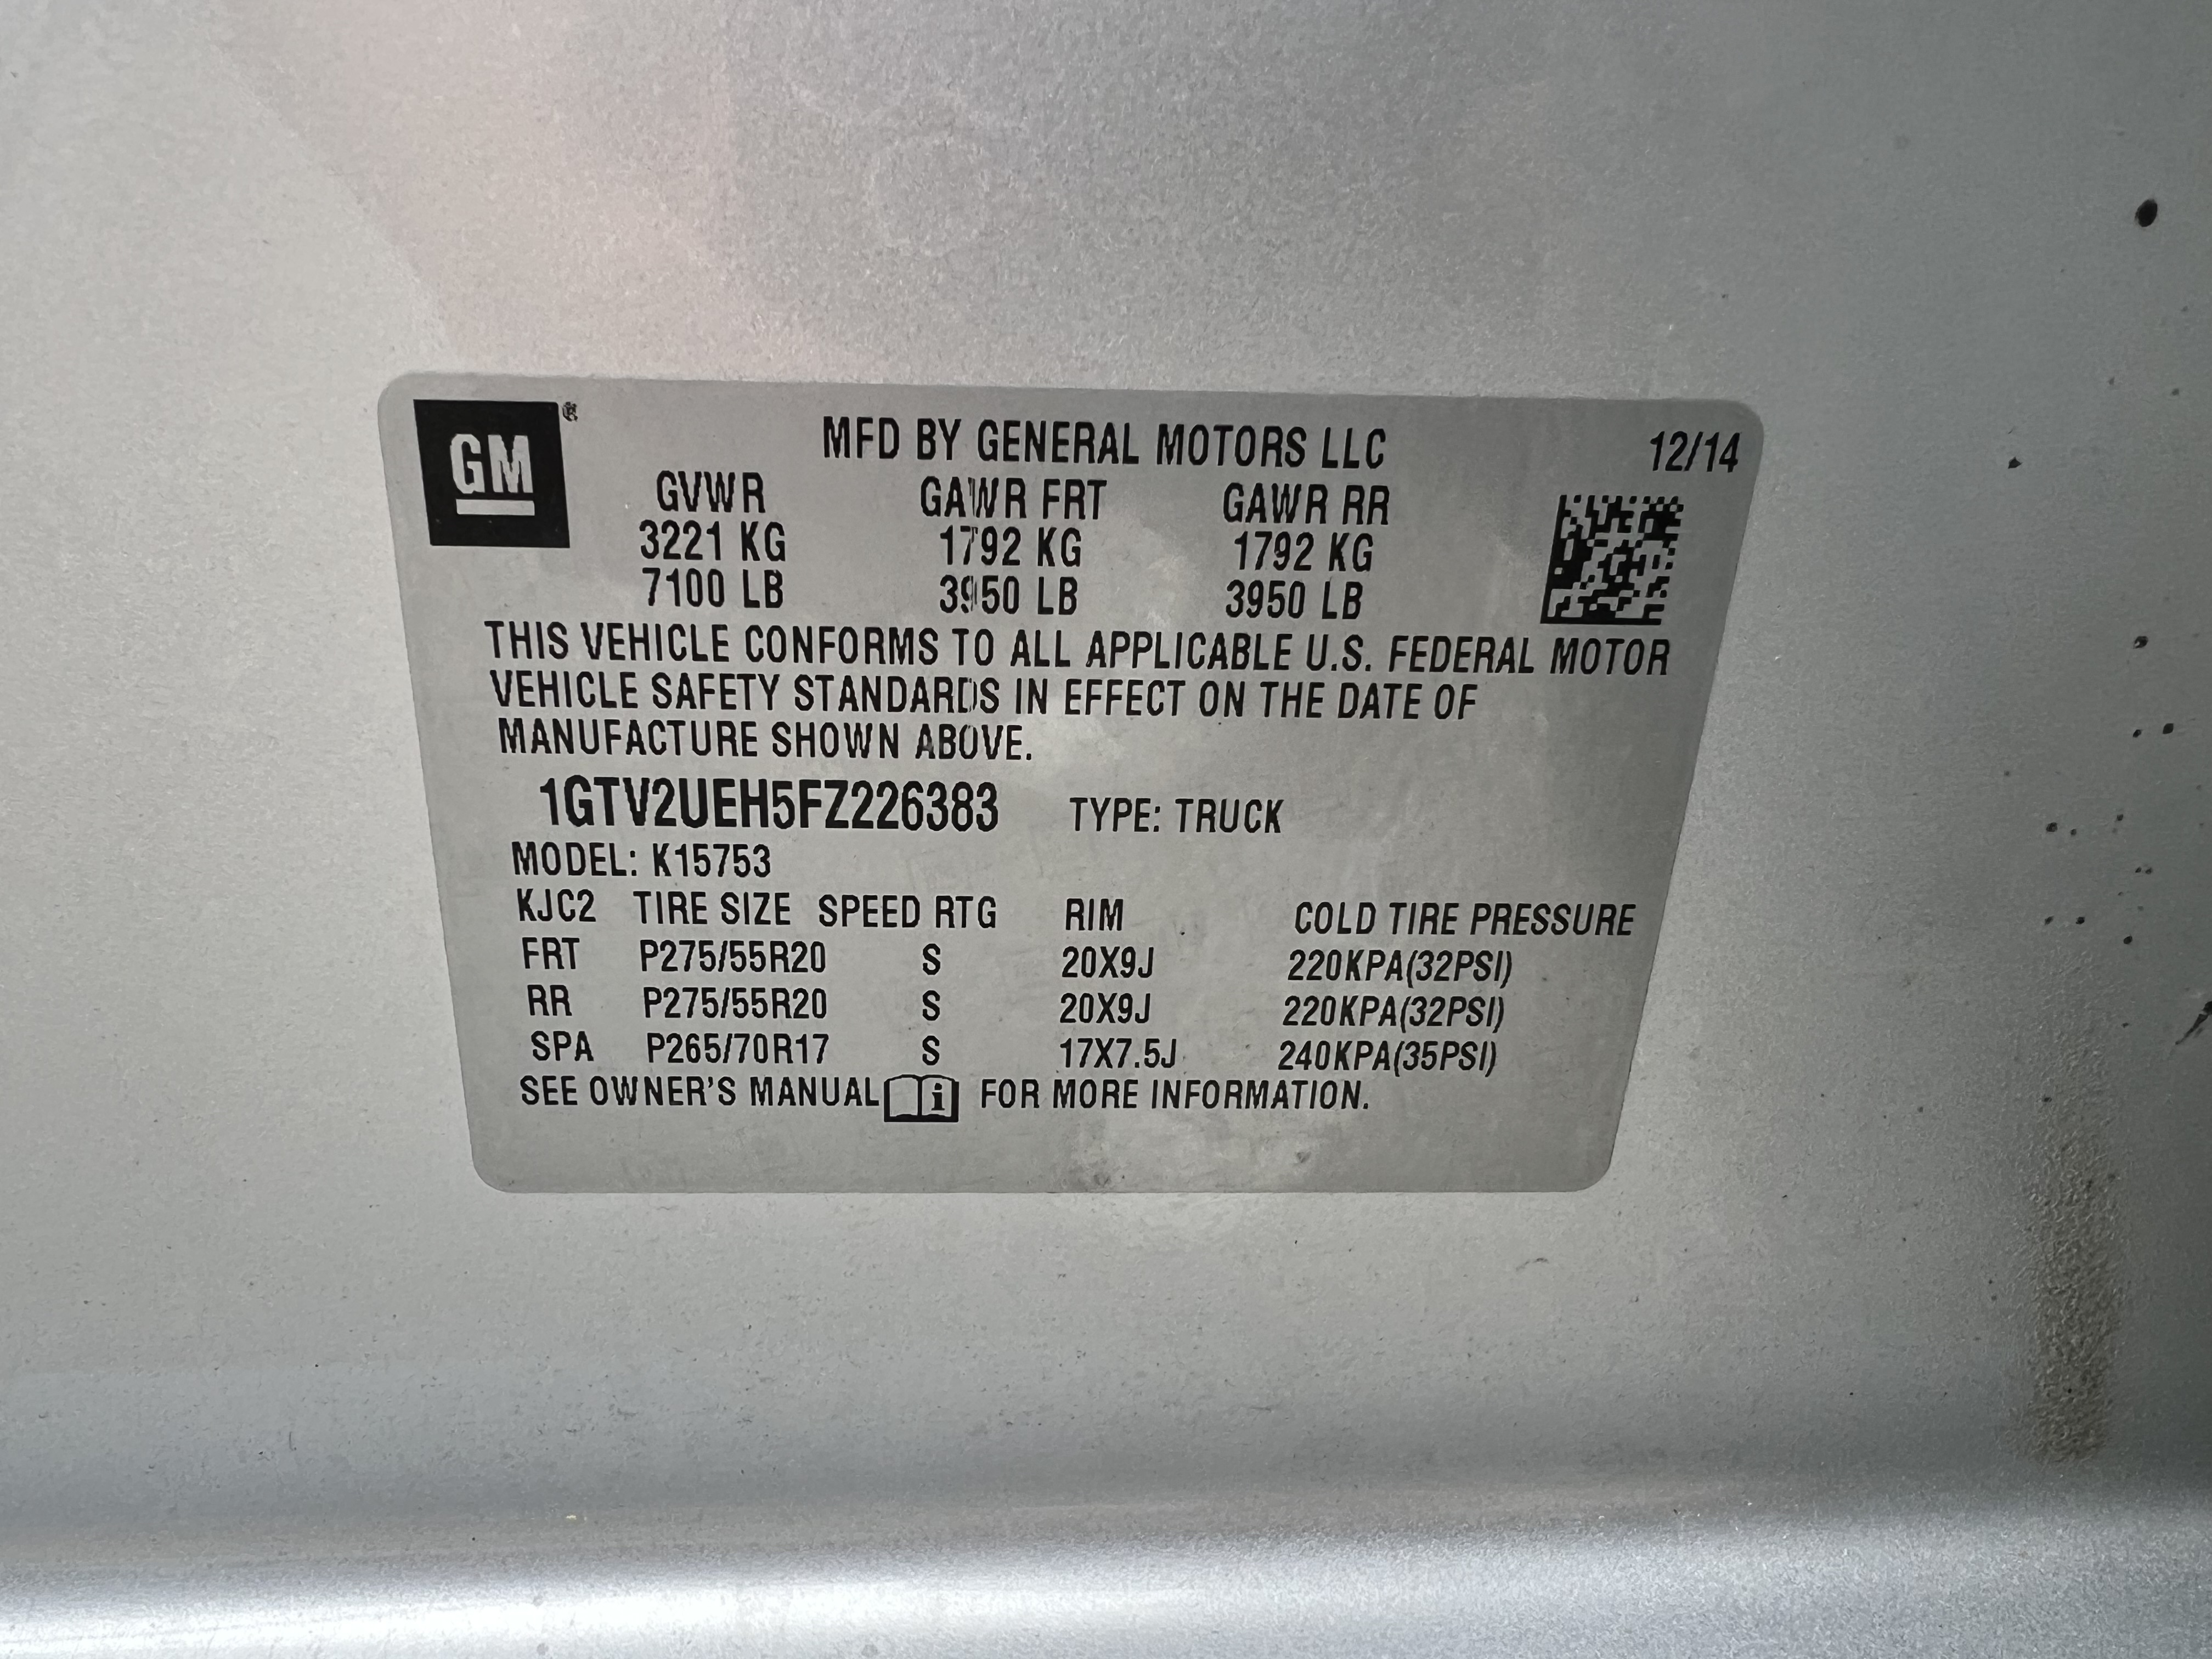 GM ® MFD BY GENERAL MOTORS LLC 12/14
GVWR GAWR FRT GAWR RR
3221 KG 1792 KG 1792 KG
7100 LB 3950 LB 3950 LB
THIS VEHICLE CONFORMS TO ALL APPLICABLE U.S. FEDERAL MOTOR
VEHICLE SAFETY STANDARDS IN EFFECT ON THE DATE OF
MANUFACTURE SHOWN ABOVE.
1GTV2UEH5FZ226383 TYPE: TRUCK
MODEL: K15753
KJC2 TIRE SIZE SPEED RTG RIM COLD TIRE PRESSURE
FRT P275/55R20 S 20X9J 220KPA(32PSI)
RR P275/55R20 S 20X9J 220KPA(32PSI)
SPA P265/70R17 S 17X7.5J 240KPA(35PSI)
SEE OWNER'S MANUAL i FOR MORE INFORMATION.